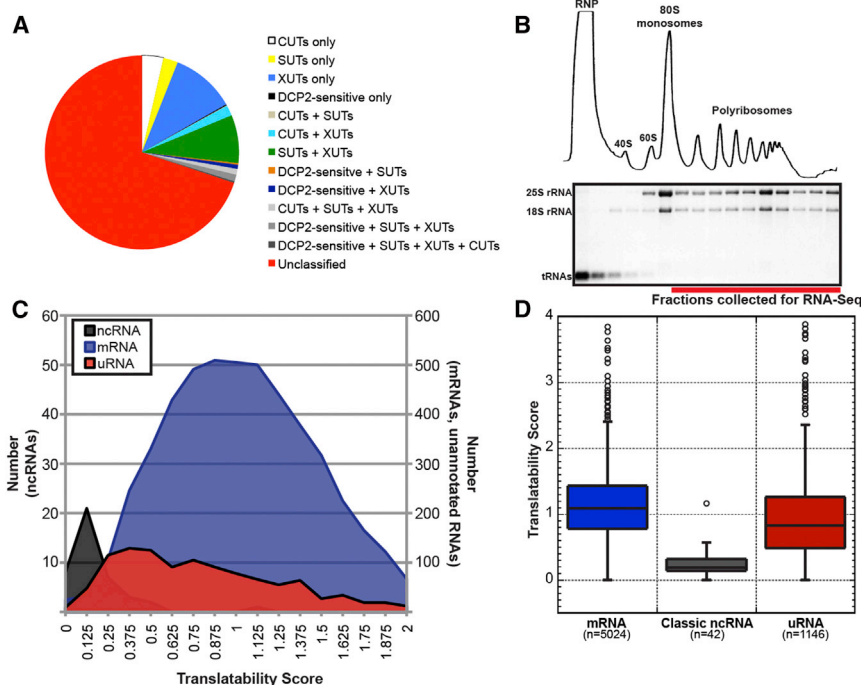 A
CUTs only
SUTs only
XUTs only
DCP2-sensitive only
CUTs + SUTs
CUTs + XUTs
SUTs + XUTs
DCP2-sensitive + SUTs
DCP2-sensitive + XUTs
CUTs + SUTs + XUTs
DCP2-sensitive + SUTs + XUTs
DCP2-sensitive + SUTs + XUTs + CUTs
Unclassified
B
RNP
80S
monosomes
Polyribosomes
40S
60S
25S rRNA
18S rRNA
tRNAs
Fractions collected for RNA-Seq
C
ncRNA
mRNA
uRNA
60
50
40
30
20
10
Number
(ncRNAs)
600
500
400
300
200
100
Number
(mRNAs, unannotated RNAs)
0
0.125
0.25
0.375
0.5
0.625
0.75
0.875
1
1.125
1.25
1.375
1.5
1.625
1.75
1.875
2
Translatability Score
D
Translatability Score
4
3
2
1
0
mRNA
(n=5024)
Classic ncRNA
(n=42)
uRNA
(n=1146)